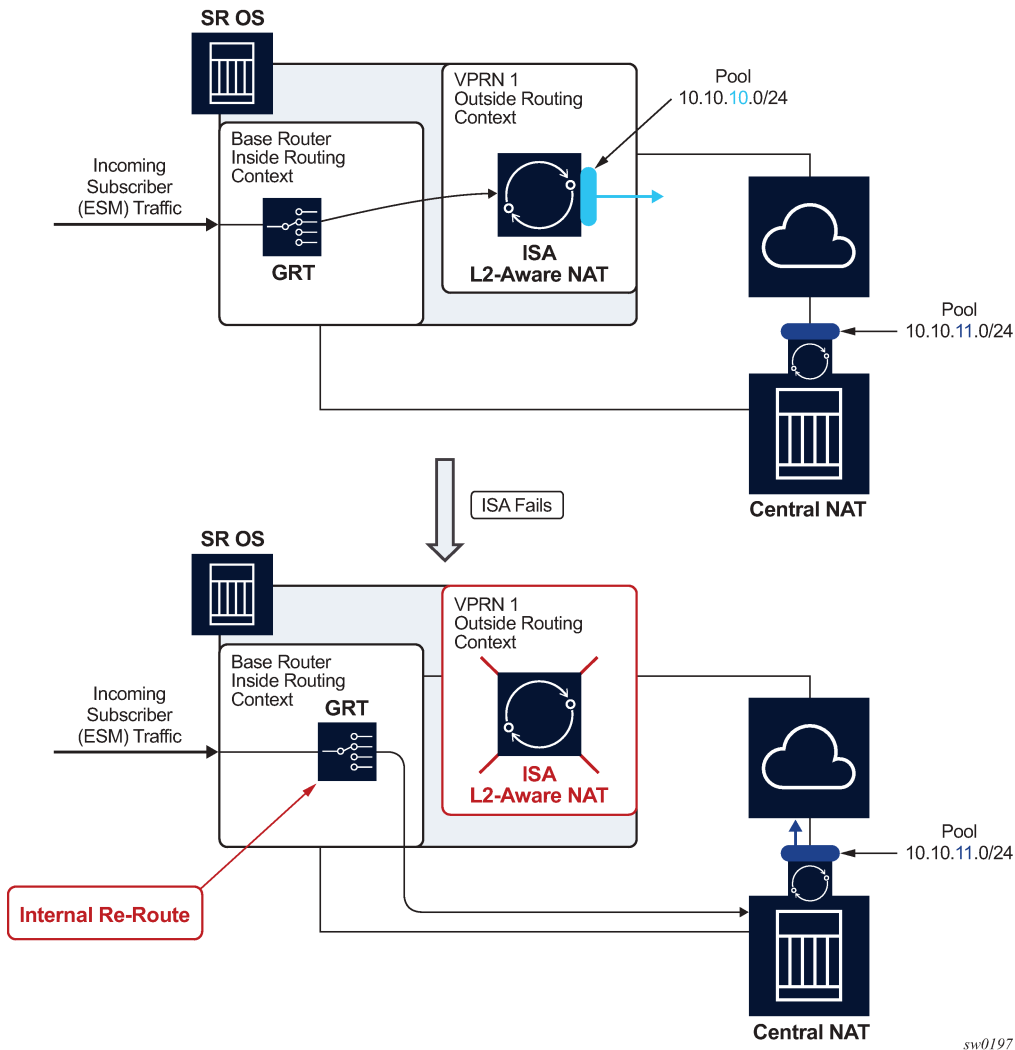 SR OS
VPRN 1
Outside Routing
Context
Pool
10.10.10.0/24
Base Router
Inside Routing
Context
Incoming
Subscriber
(ESM) Traffic
GRT
ISA
L2-Aware NAT
Pool
10.10.11.0/24
Central NAT
ISA Fails
SR OS
VPRN 1
Outside Routing
Context
Base Router
Inside Routing
Context
Incoming
Subscriber
(ESM) Traffic
GRT
ISA
L2-Aware NAT
Pool
10.10.11.0/24
Internal Re-Route
Central NAT
sw0197